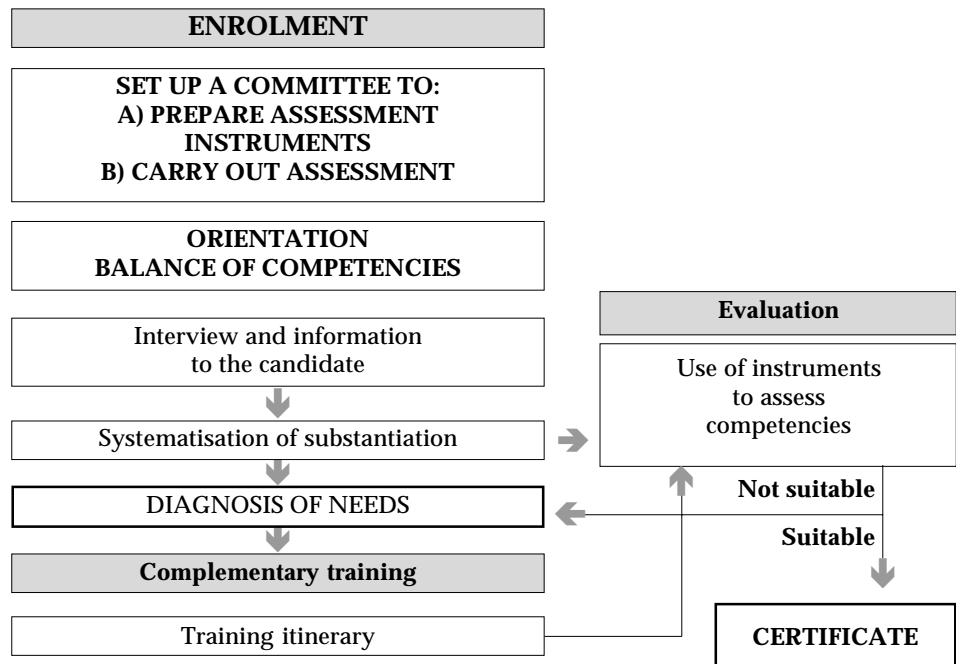 ENROLMENT
SET UP A COMMITTEE TO:
A) PREPARE ASSESSMENT
INSTRUMENTS
B) CARRY OUT ASSESSMENT
ORIENTATION
BALANCE OF COMPETENCIES
Interview and information
to the candidate
Systematisation of substantiation
DIAGNOSIS OF NEEDS
Complementary training
Training itinerary
Evaluation
Use of instruments
to assess
competencies
Not suitable
Suitable
CERTIFICATE